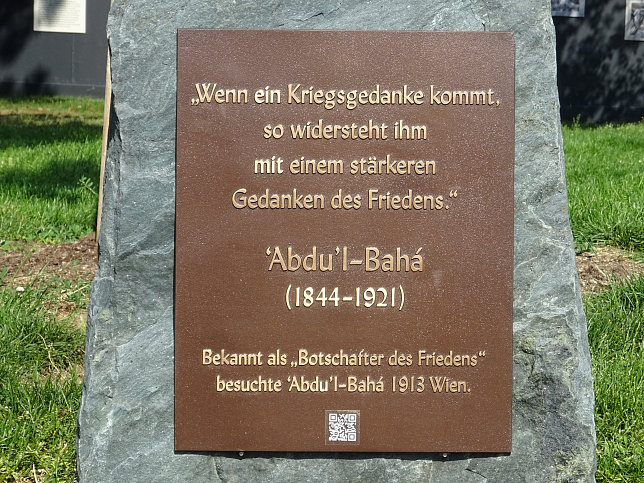 „Wenn ein Kriegsgedanke kommt,
so widersteht ihm
mit einem stärkeren
Gedanken des Friedens.“
‘Abdu’l-Bahá
(1844-1921)
Bekannt als „Botschafter des Friedens“
besuchte ‘Abdu’l-Bahá 1913 Wien.